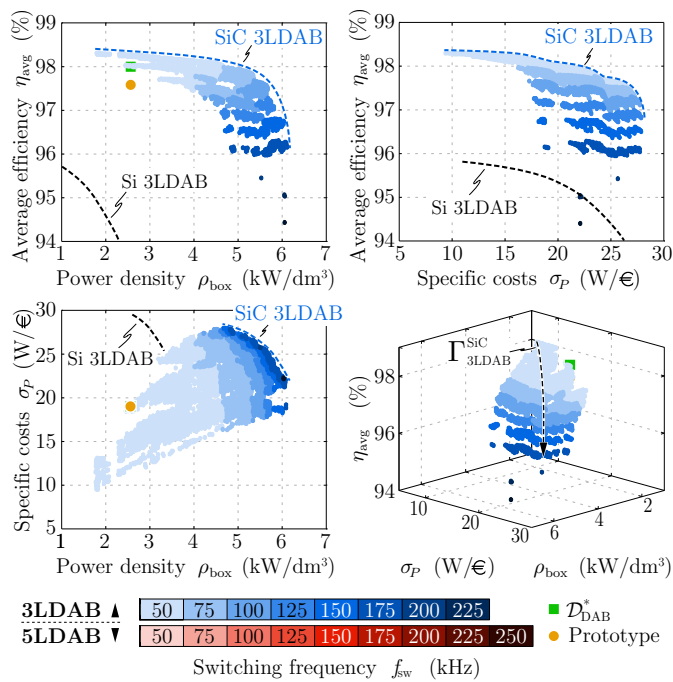 99
98
97
96
95
94
Average efficiency η_avg (%)
SiC 3LDAB
Si 3LDAB
1 2 3 4 5 6 7
Power density ρ_box (kW/dm³)
99
98
97
96
95
94
Average efficiency η_avg (%)
SiC 3LDAB
Si 3LDAB
5 10 15 20 25 30
Specific costs σ_P (W/€)
30
25
20
15
10
5
Specific costs σ_P (W/€)
SiC 3LDAB
Si 3LDAB
1 2 3 4 5 6 7
Power density ρ_box (kW/dm³)
98
96
94
η_avg (%)
Γ^SiC_3LDAB
10 20 30
6 4 2
σ_P (W/€)
ρ_box (kW/dm³)
3LDAB ▲ 50 75 100 125 150 175 200 225
5LDAB ▼ 50 75 100 125 150 175 200 225 250
Switching frequency f_sw (kHz)
D*_DAB
Prototype